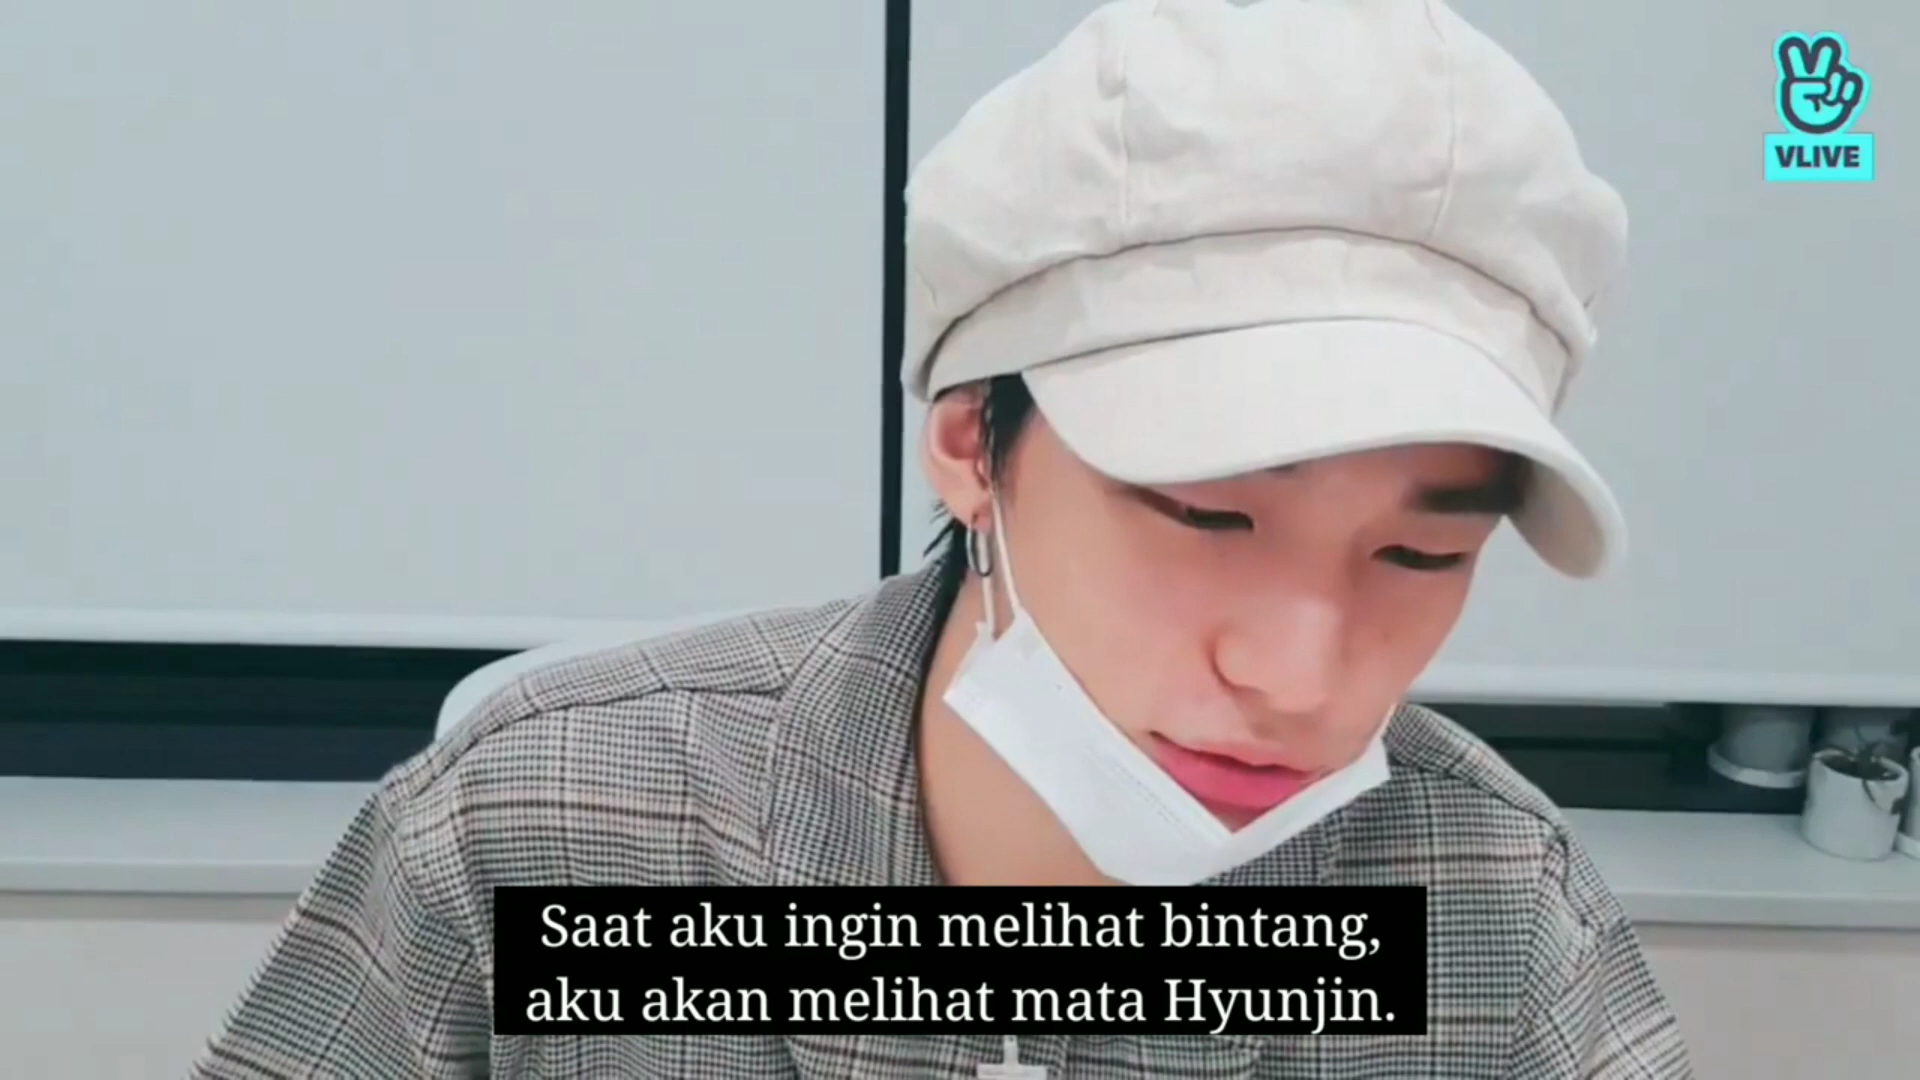 VLIVE
Saat aku ingin melihat bintang,
aku akan melihat mata Hyunjin.